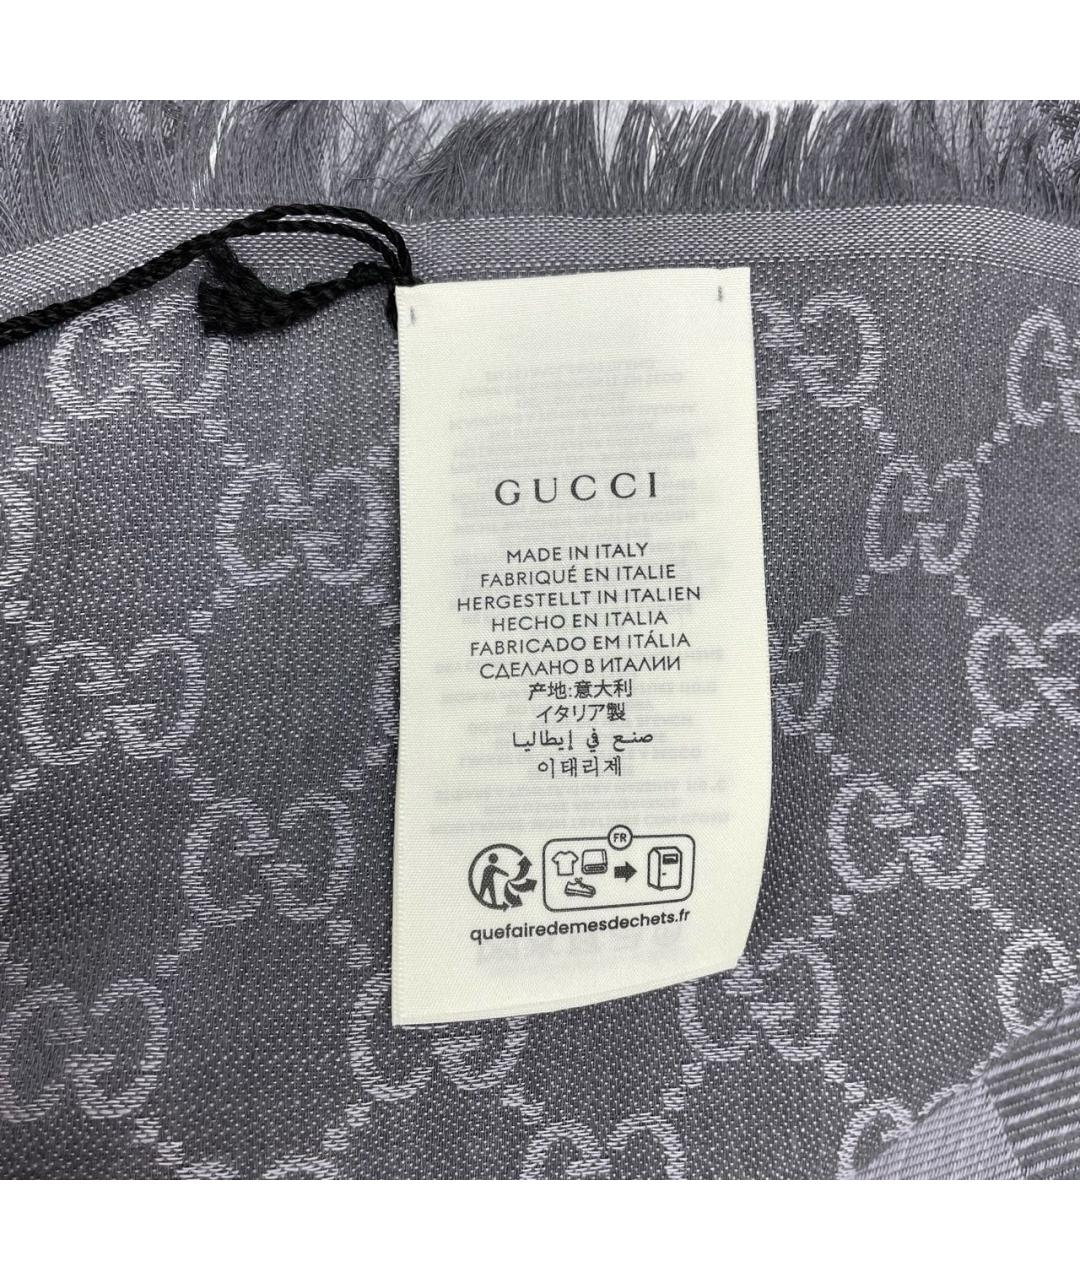 GUCCI
MADE IN ITALY
FABRIQUÉ EN ITALIE
HERGESTELLT IN ITALIEN
HECHO EN ITALIA
FABRICADO EM ITÁLIA
СДЕЛАНО В ИТАЛИИ
产地:意大利
イタリア製
صنع في إيطاليا
이태리제
FR
quefairedemesdechets.fr